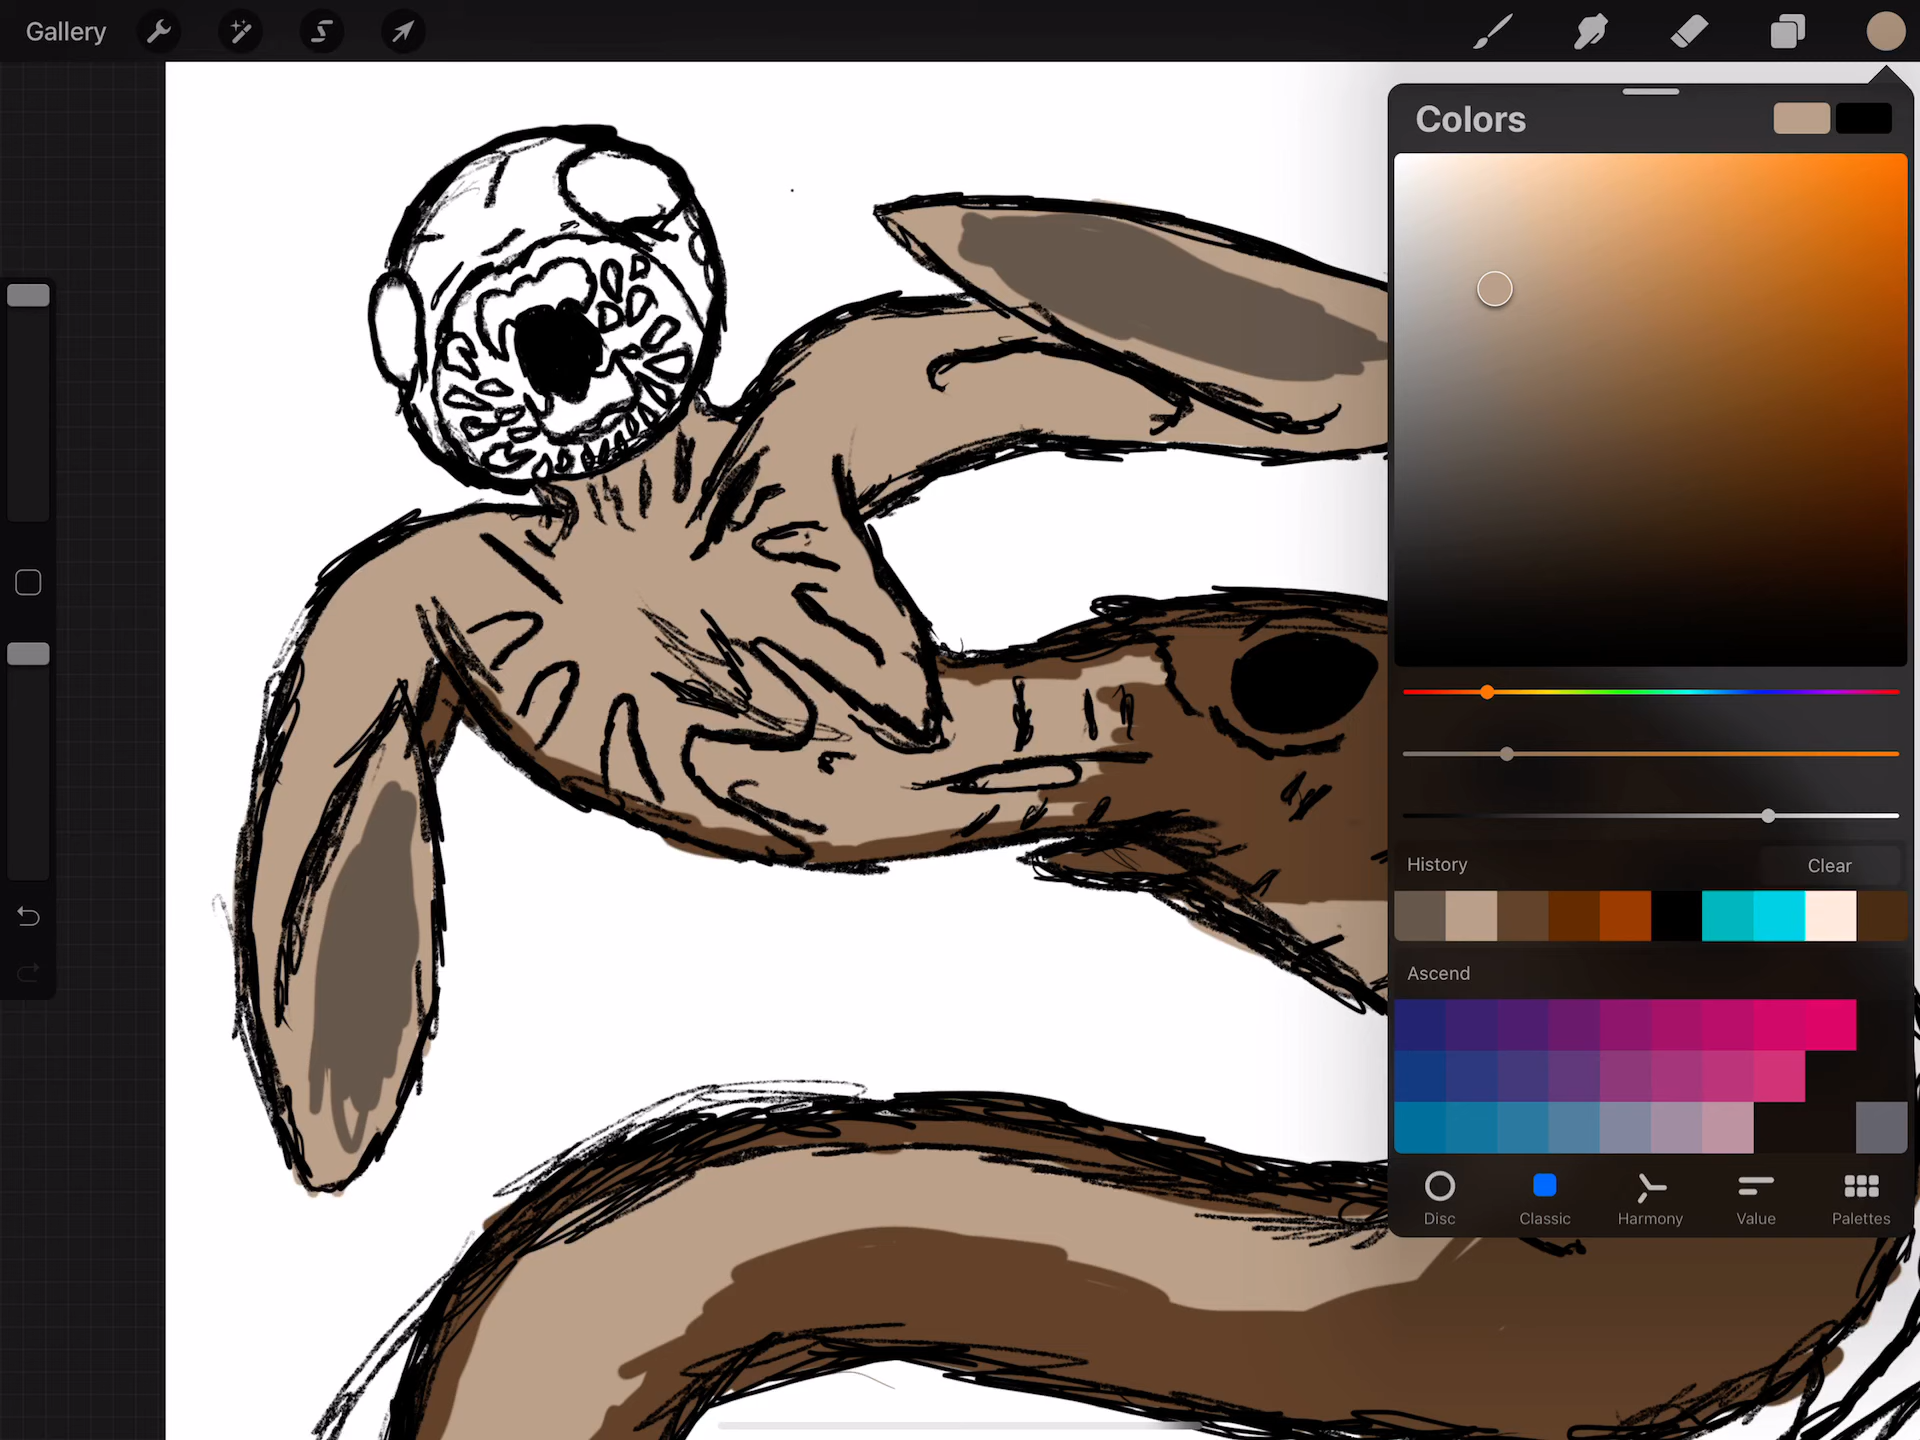 Gallery
Colors
History
Clear
Ascend
Disc
Classic
Harmony
Value
Palettes